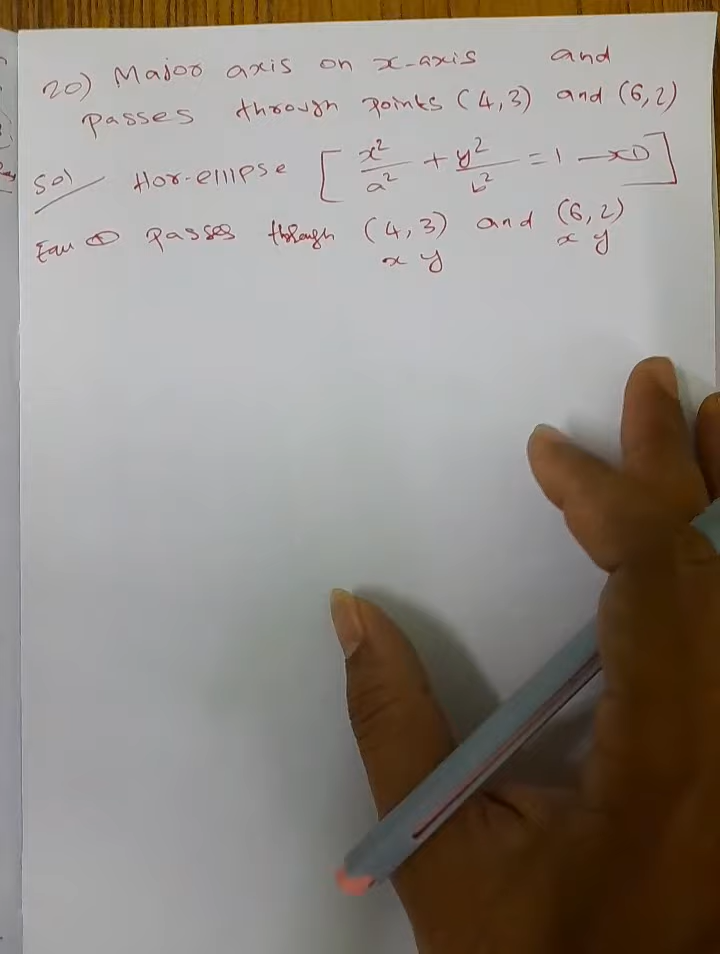 20) Major axis on x-axis and
passes through points (4,3) and (6,2)
Sol Hor-ellipse [ x²/a² + y²/b² = 1 → ① ]
Equ ① passes through (4,3) and (6,2)
x y x y